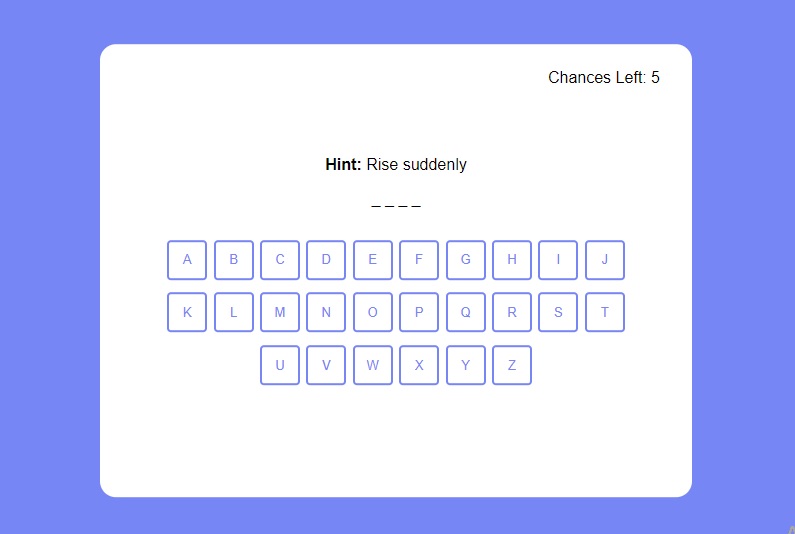 Chances Left: 5
Hint: Rise suddenly
_ _ _ _
A B C D E F G H I J
K L M N O P Q R S T
U V W X Y Z